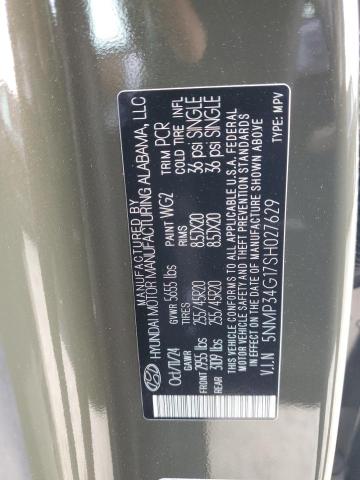 MANUFACTURED BY
HYUNDAI MOTOR MANUFACTURING ALABAMA, LLC
Oct/11/24 GVWR 5655 lbs PAINT WG2 TRIM PCR
TIRES RIMS COLD TIRE INFL
FRONT 2955 lbs 255/45R20 8.5JX20 36 psi SINGLE
REAR 3019 lbs 255/45R20 8.5JX20 36 psi SINGLE
THIS VEHICLE CONFORMS TO ALL APPLICABLE U.S.A. FEDERAL
MOTOR VEHICLE SAFETY AND THEFT PREVENTION STANDARDS
IN EFFECT ON THE DATE OF MANUFACTURE SHOWN ABOVE.
V.I.N 5NMP34G17SH027629 TYPE: MPV